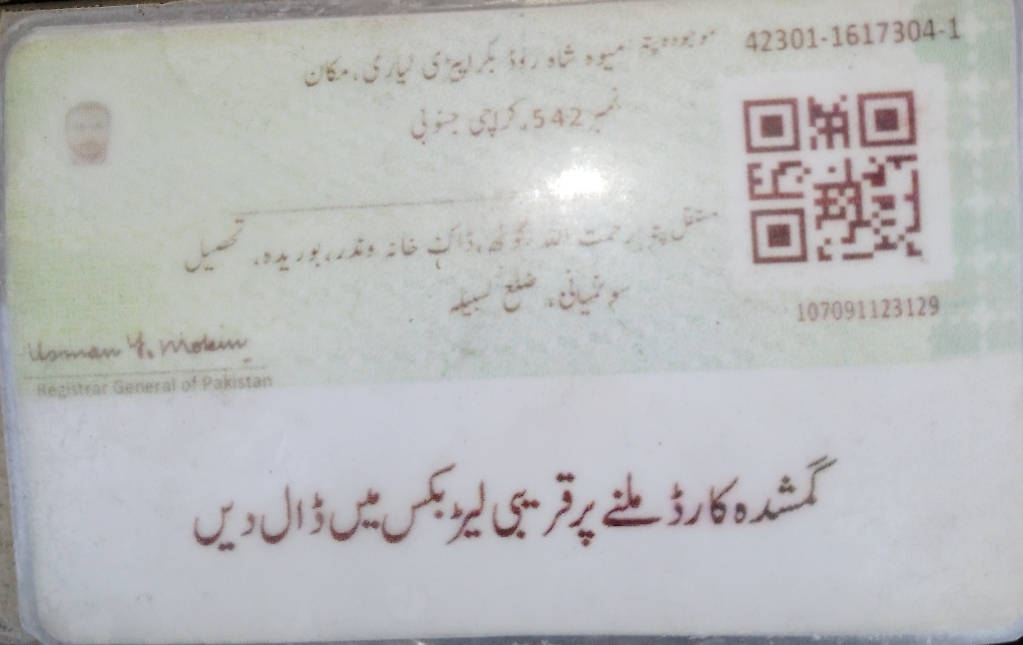 42301-1617304-1
موجودہ پتہ میوہ شاہ روڈ بکرا پیڑی لیاری، مکان
نمبر 542، کراچی جنوبی
مستقل پتہ رحمت اللہ گوٹھ، ڈاک خانہ وندر، بوریدہ، تحصیل
سونمیانی، ضلع لسبیلہ
107091123129
Usman Y. Mobin
Registrar General of Pakistan
گمشدہ کارڈ ملنے پر قریبی لیٹر بکس میں ڈال دیں